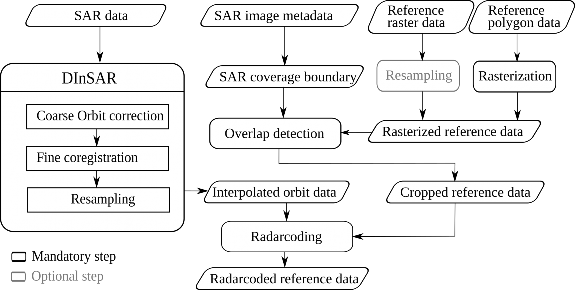 SAR data
SAR image metadata
Reference
raster data
Reference
polygon data
DInSAR
SAR coverage boundary
Resampling
Rasterization
Coarse Orbit correction
Overlap detection
Rasterized reference data
Fine coregistration
Resampling
Interpolated orbit data
Cropped reference data
Radarcoding
Mandatory step
Optional step
Radarcoded reference data